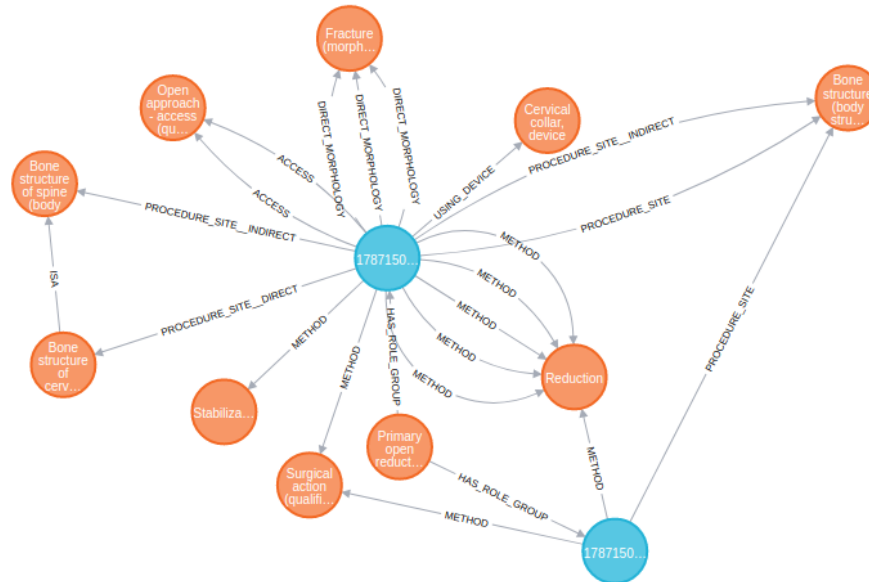 Fracture
(morph…
Open
approach
- access
(qu…
Cervical
collar,
device
Bone
structure
(body
stru…
Bone
structure
of spine
(body
Bone
structure
of
cerv…
Stabiliza…
Surgical
action
(qualifi…
Primary
open
reduct…
Reduction
1787150…
1787150…
DIRECT_MORPHOLOGY
DIRECT_MORPHOLOGY
DIRECT_MORPHOLOGY
ACCESS
ACCESS
USING_DEVICE
PROCEDURE_SITE__INDIRECT
PROCEDURE_SITE
PROCEDURE_SITE__INDIRECT
PROCEDURE_SITE__DIRECT
ISA
METHOD
METHOD
METHOD
METHOD
METHOD
METHOD
METHOD
HAS_ROLE_GROUP
HAS_ROLE_GROUP
METHOD
METHOD
PROCEDURE_SITE